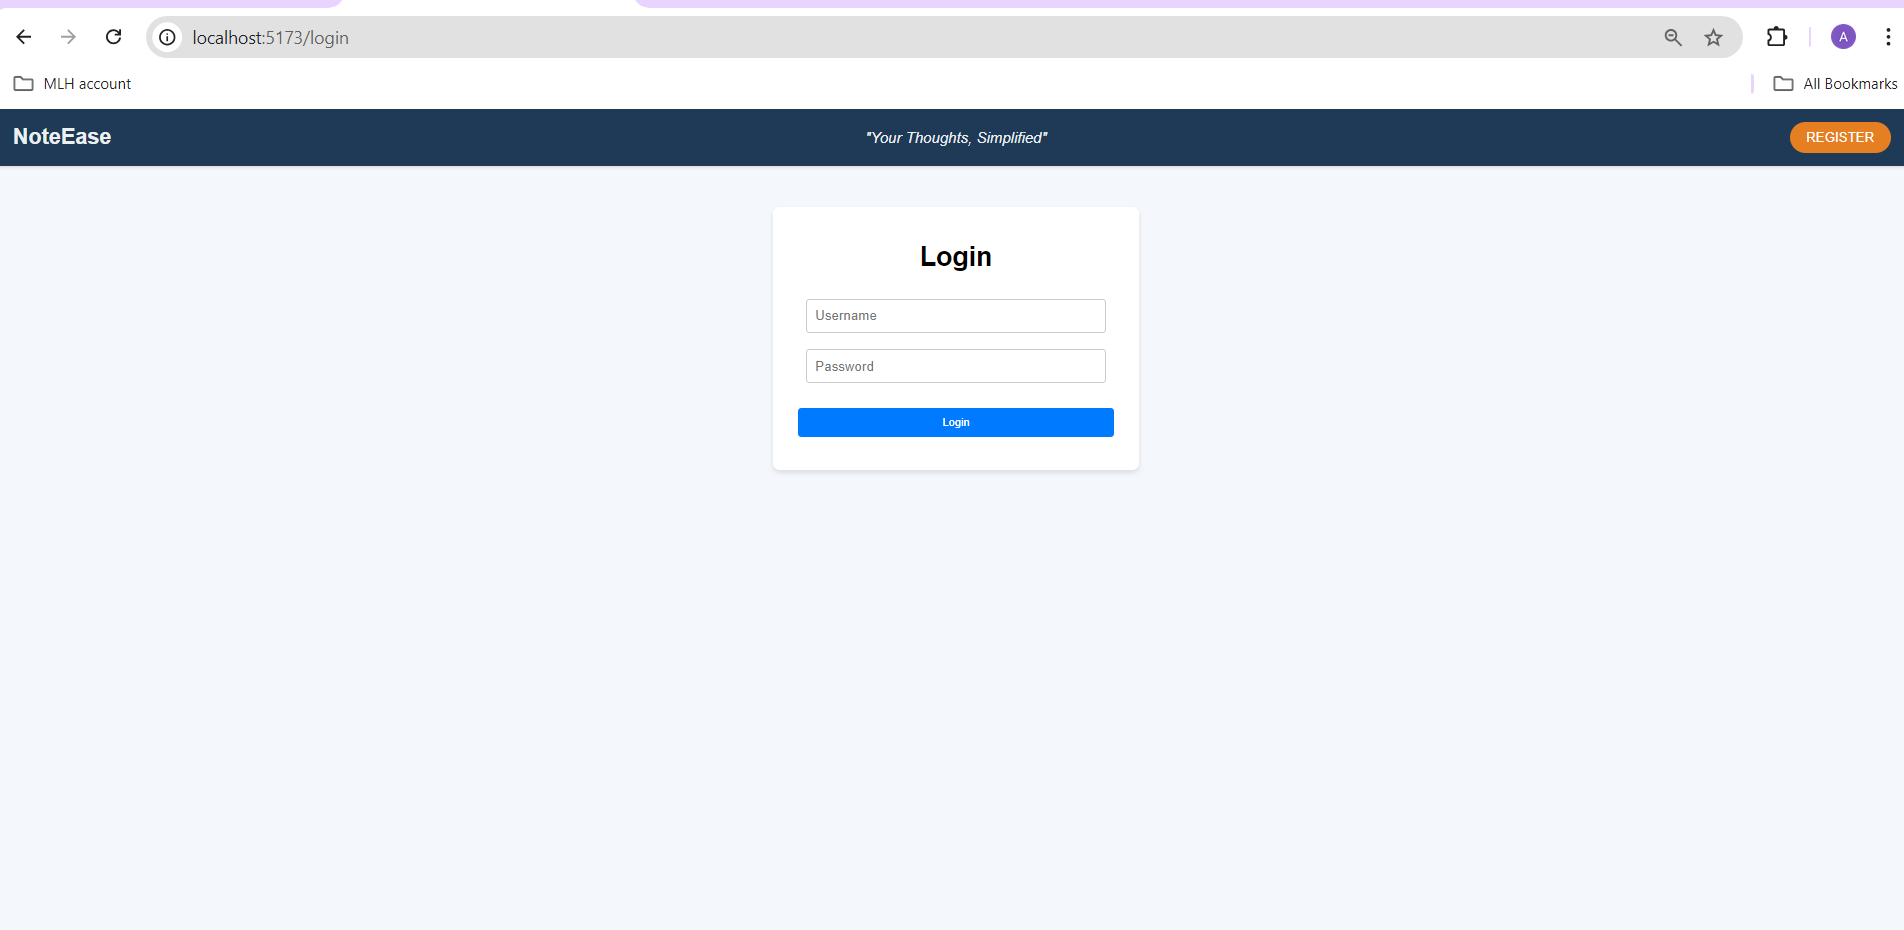 localhost:5173/login
A
MLH account
All Bookmarks
NoteEase
"Your Thoughts, Simplified"
REGISTER
Login
Username
Password
Login